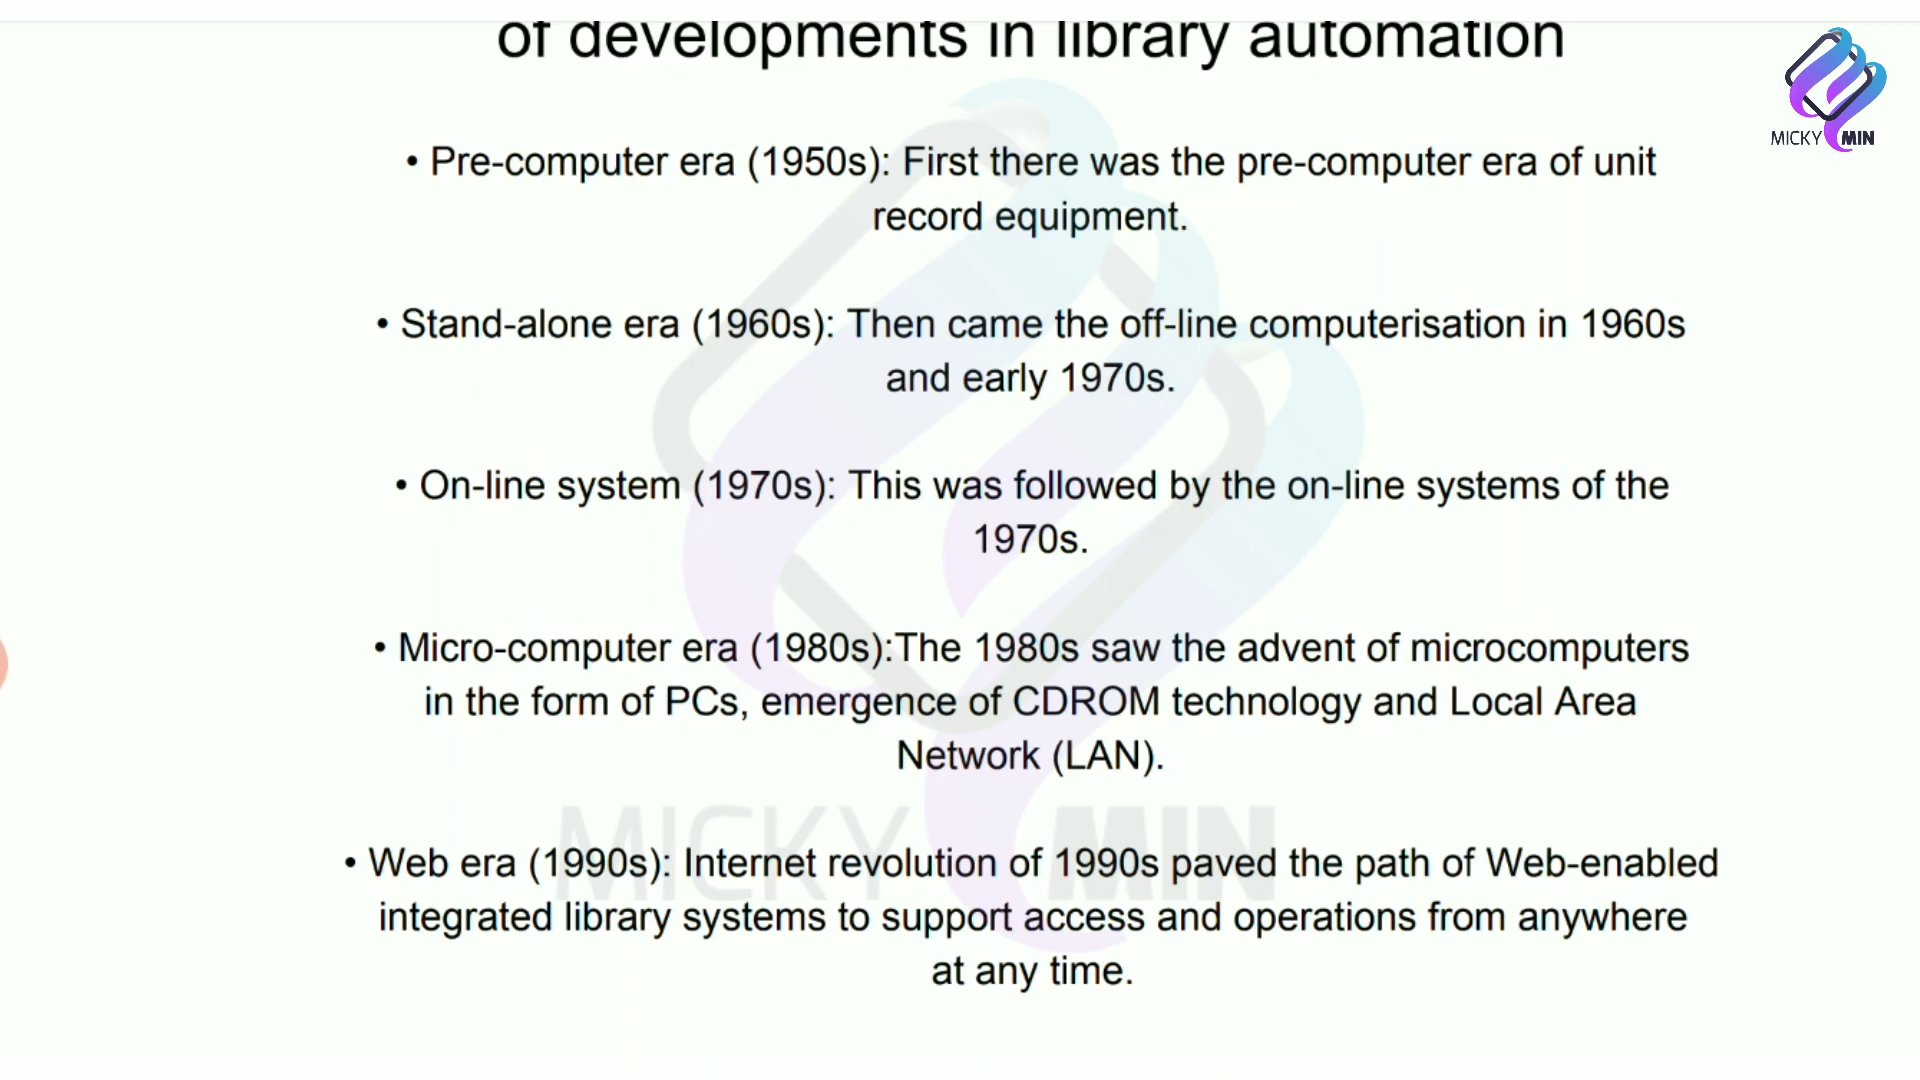 of developments in library automation
MICKY MIN
• Pre-computer era (1950s): First there was the pre-computer era of unit
record equipment.
• Stand-alone era (1960s): Then came the off-line computerisation in 1960s
and early 1970s.
• On-line system (1970s): This was followed by the on-line systems of the
1970s.
• Micro-computer era (1980s):The 1980s saw the advent of microcomputers
in the form of PCs, emergence of CDROM technology and Local Area
Network (LAN).
MICKY MIN
• Web era (1990s): Internet revolution of 1990s paved the path of Web-enabled
integrated library systems to support access and operations from anywhere
at any time.